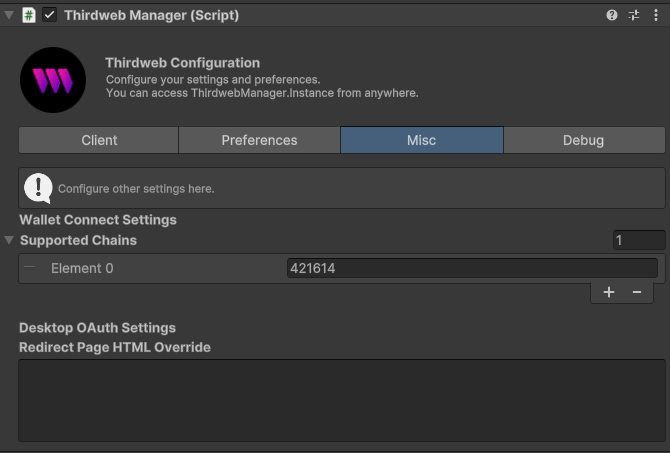 Thirdweb Manager (Script)
Thirdweb Configuration
Configure your settings and preferences.
You can access ThirdwebManager.Instance from anywhere.
Client
Preferences
Misc
Debug
Configure other settings here.
Wallet Connect Settings
Supported Chains
1
Element 0
421614
+
−
Desktop OAuth Settings
Redirect Page HTML Override